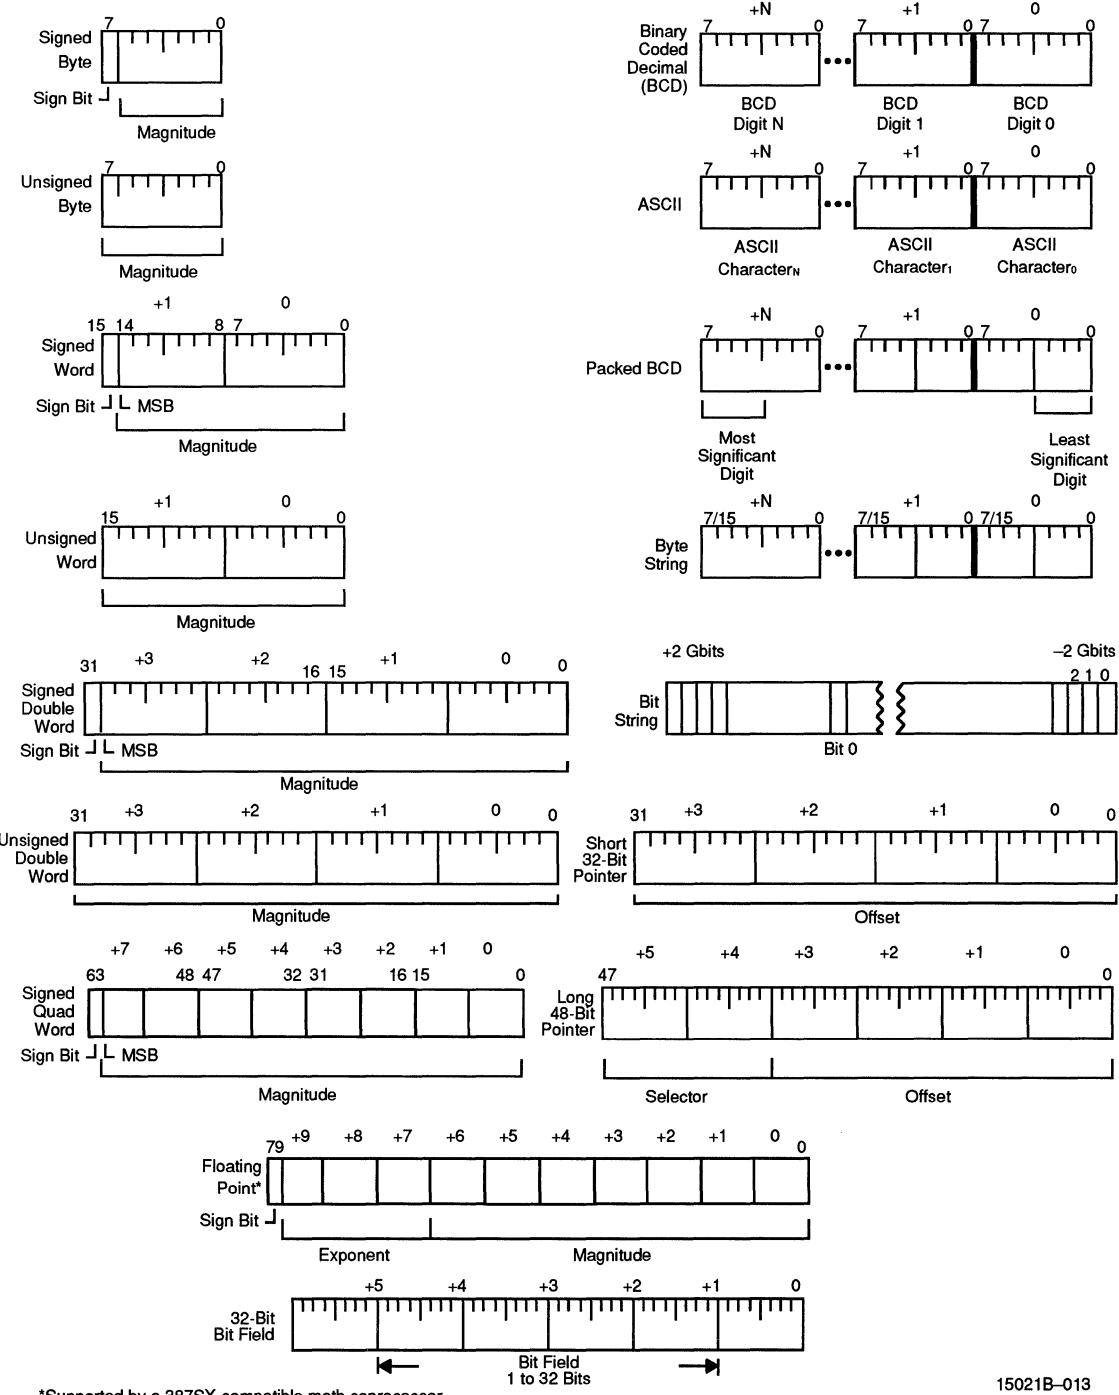 7 0
Signed
Byte
Sign Bit
Magnitude
7 0
Unsigned
Byte
Magnitude
+1 0
15 14 8 7 0
Signed
Word
Sign Bit MSB
Magnitude
+1 0
15 0
Unsigned
Word
Magnitude
31 +3 +2 16 15 +1 0 0
Signed
Double
Word
Sign Bit MSB
Magnitude
31 +3 +2 +1 0 0
Unsigned
Double
Word
Magnitude
+7 +6 +5 +4 +3 +2 +1 0
63 48 47 32 31 16 15 0
Signed
Quad
Word
Sign Bit MSB
Magnitude
+N +1 0
7 0 7 0 7 0
Binary
Coded
Decimal
(BCD)
BCD BCD BCD
Digit N Digit 1 Digit 0
+N +1 0
7 0 7 0 7 0
ASCII
ASCII ASCII ASCII
CharacterN Character1 Character0
+N +1 0
7 0 7 0 7 0
Packed BCD
Most
Significant
Digit
Least
Significant
Digit
+N +1 0
7/15 0 7/15 0 7/15 0
Byte
String
+2 Gbits –2 Gbits
2 1 0
Bit
String
Bit 0
31 +3 +2 +1 0 0
Short
32-Bit
Pointer
Offset
+5 +4 +3 +2 +1 0
47 0
Long
48-Bit
Pointer
Selector Offset
79 +9 +8 +7 +6 +5 +4 +3 +2 +1 0 0
Floating
Point*
Sign Bit
Exponent Magnitude
+5 +4 +3 +2 +1 0
32-Bit
Bit Field
Bit Field
1 to 32 Bits
*Supported by a 387SX-compatible math coprocessor
15021B–013